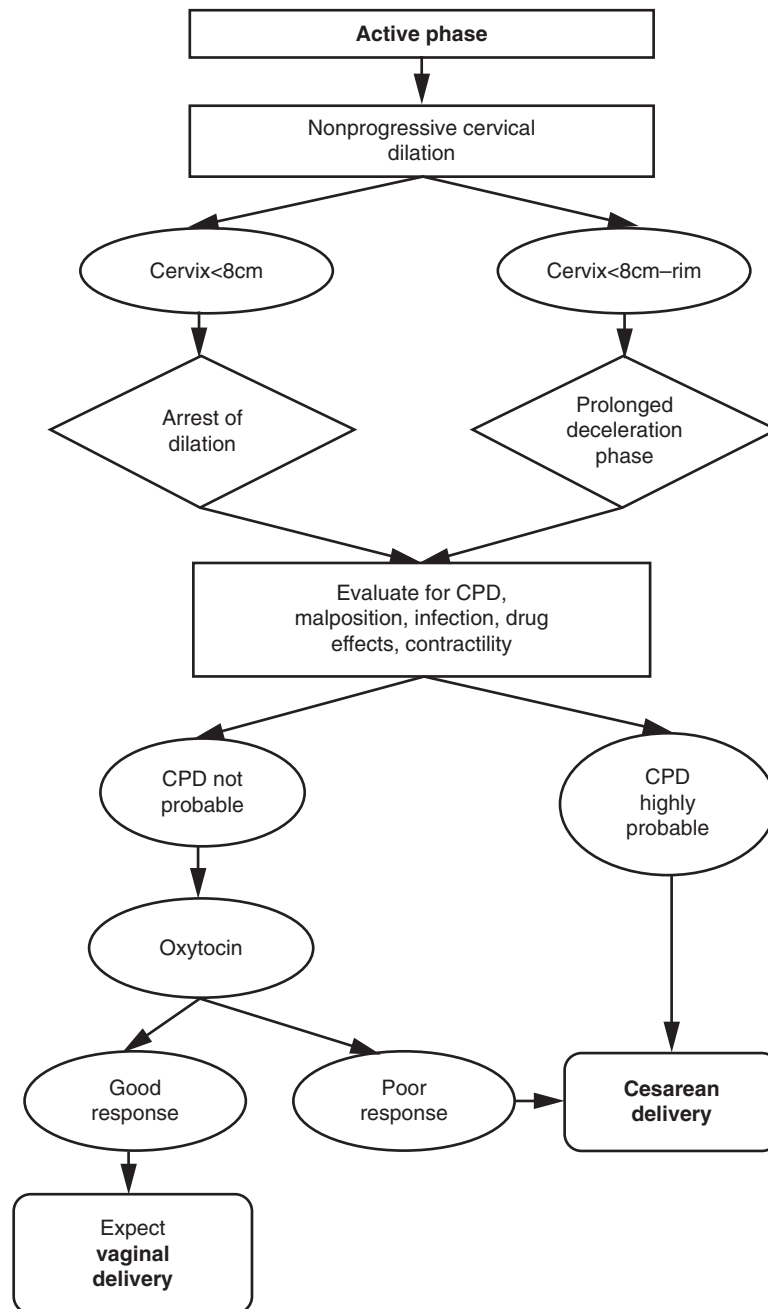 Active phase
Nonprogressive cervical
dilation
Cervix<8cm
Cervix<8cm–rim
Arrest of
dilation
Prolonged
deceleration
phase
Evaluate for CPD,
malposition, infection, drug
effects, contractility
CPD not
probable
CPD
highly
probable
Oxytocin
Good
response
Poor
response
Cesarean
delivery
Expect
vaginal
delivery